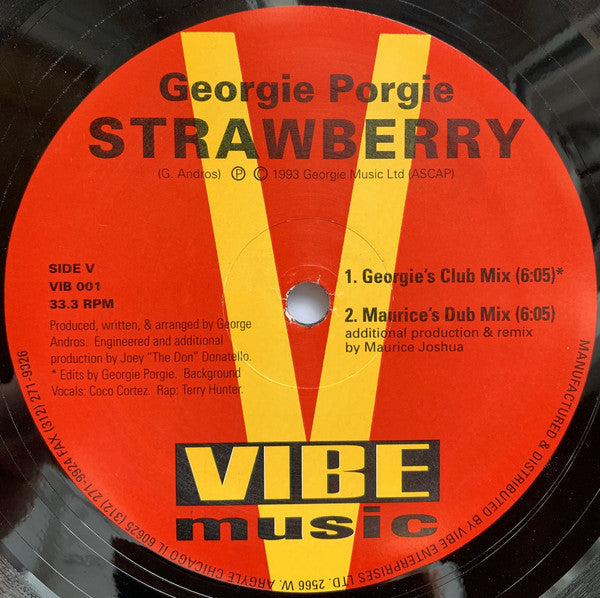 Georgie Porgie
STRAWBERRY
(G. Andros) Ⓟ © 1993 Georgie Music Ltd (ASCAP)
SIDE V
VIB 001
33.3 RPM
Produced, written, & arranged by George
Andros. Engineered and additional
production by Joey "The Don" Donatello.
* Edits by Georgie Porgie. Background
Vocals: Coco Cortez. Rap: Terry Hunter.
1. Georgie's Club Mix (6:05)*
2. Maurice's Dub Mix (6:05)
additional production & remix
by Maurice Joshua
VIBE
music
MANUFACTURED & DISTRIBUTED BY VIBE ENTERPRISES LTD. 2566 W. ARGYLE CHICAGO IL 60625 (312) 271-9924 FAX (312) 271-9326